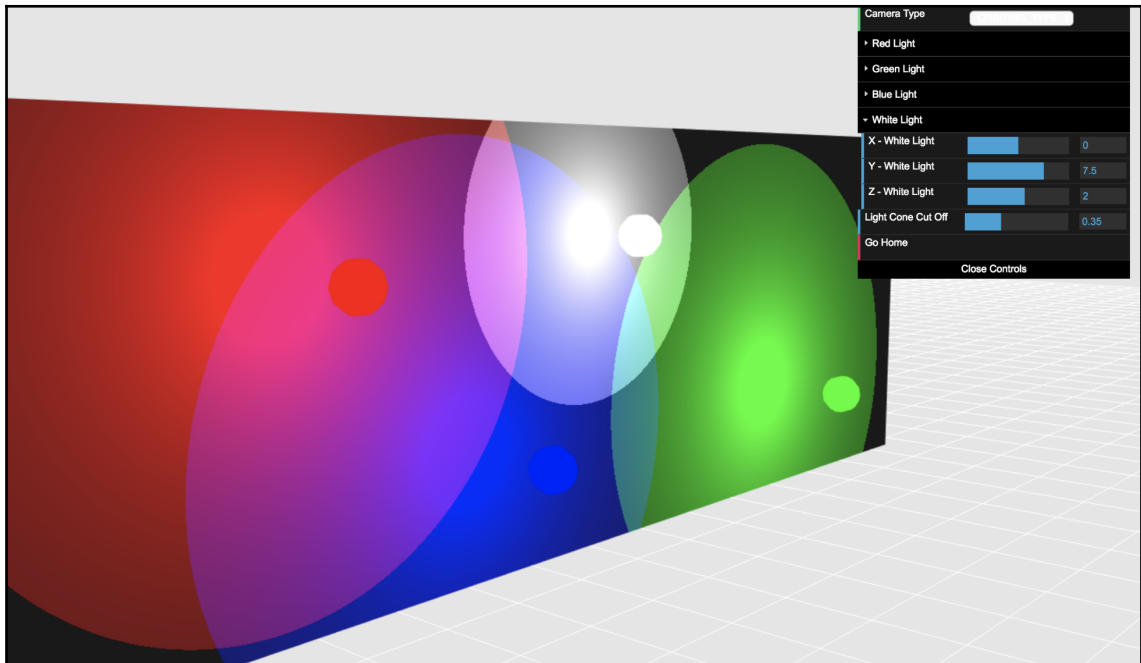 Camera Type
Red Light
Green Light
Blue Light
White Light
X - White Light 0
Y - White Light 7.5
Z - White Light 2
Light Cone Cut Off 0.35
Go Home
Close Controls